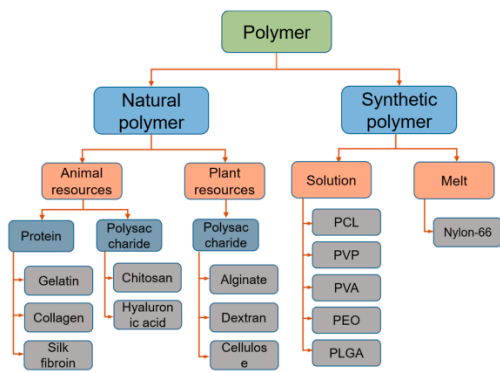 Polymer
Natural
polymer
Synthetic
polymer
Animal
resources
Plant
resources
Solution
Melt
Protein
Polysac
charide
Polysac
charide
PCL
Nylon-66
Gelatin
Chitosan
Alginate
PVP
Collagen
Hyaluron
ic acid
Dextran
PVA
Silk
fibroin
Cellulos
e
PEO
PLGA